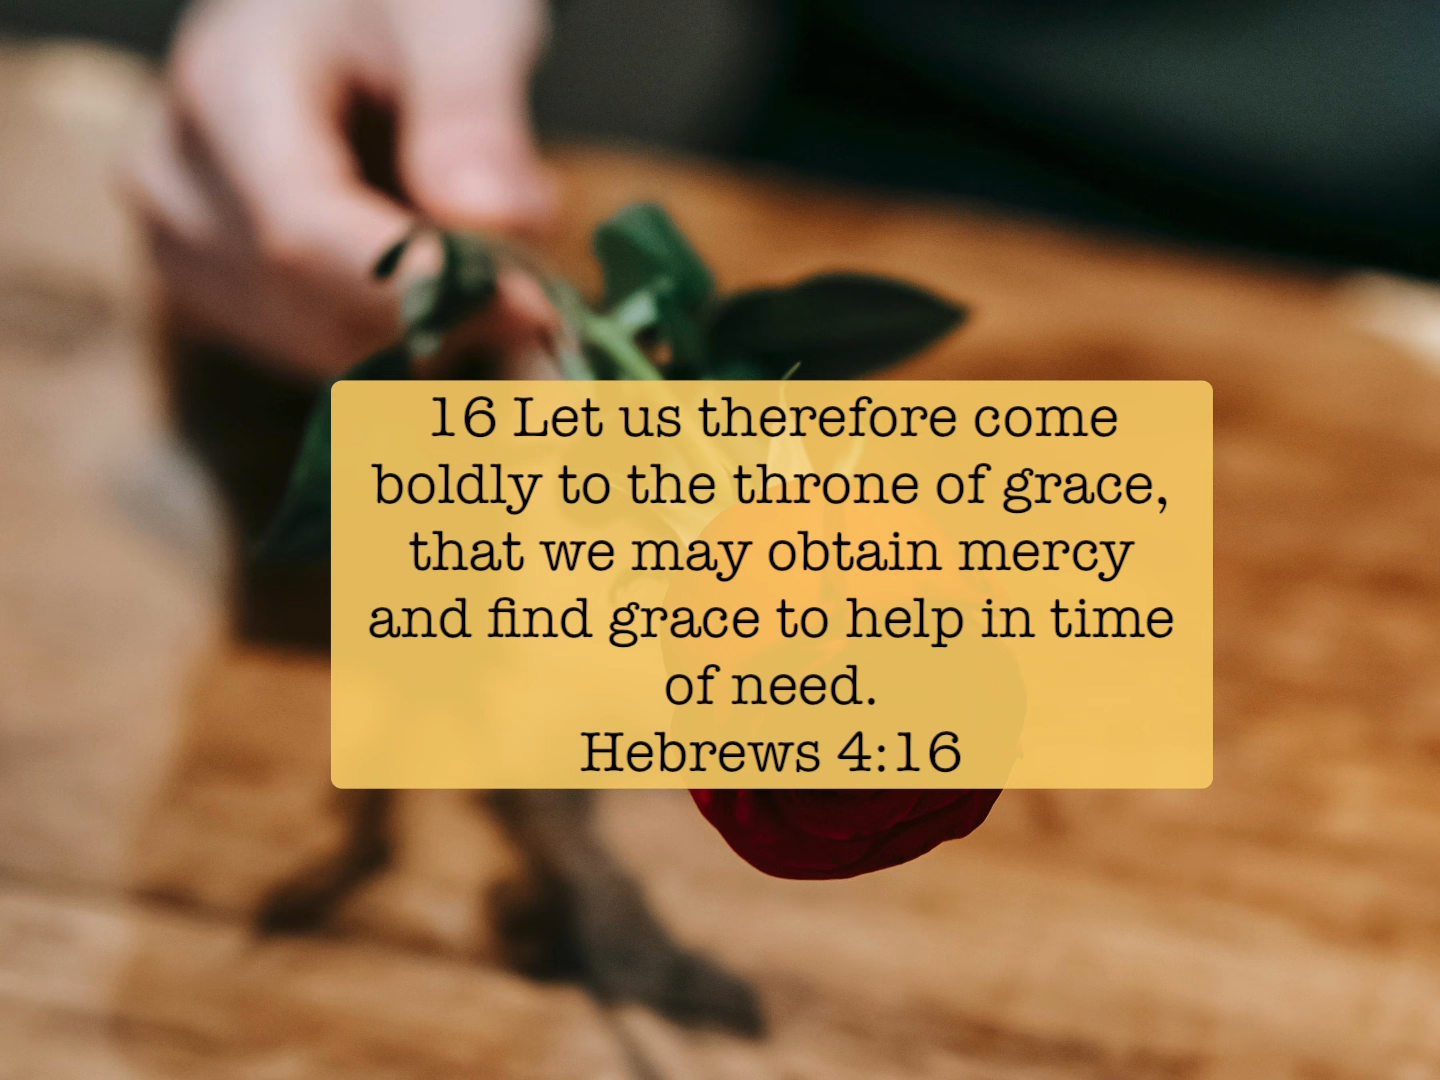 16 Let us therefore come
boldly to the throne of grace,
that we may obtain mercy
and find grace to help in time
of need.
Hebrews 4:16